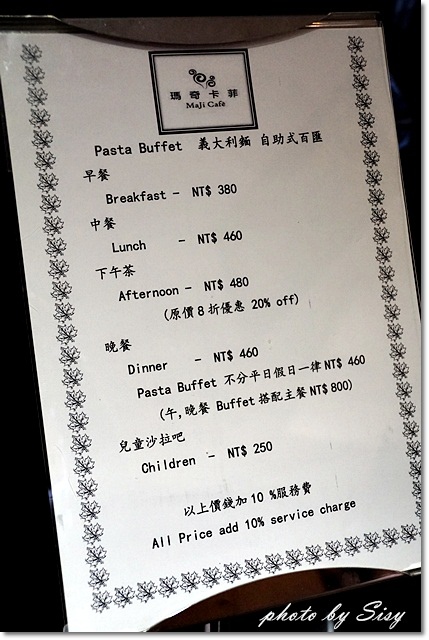 瑪奇卡菲
MaJi Cafe
Pasta Buffet 義大利麵 自助式百匯
早餐
Breakfast – NT$ 380
中餐
Lunch – NT$ 460
下午茶
Afternoon – NT$ 480
(原價8折優惠 20% off)
晚餐
Dinner – NT$ 460
Pasta Buffet 不分平日假日一律NT$ 460
(午,晚餐 Buffet搭配主餐NT$800)
兒童沙拉吧
Children – NT$ 250
以上價錢加10 %服務費
All Price add 10% service charge
photo by Sisy